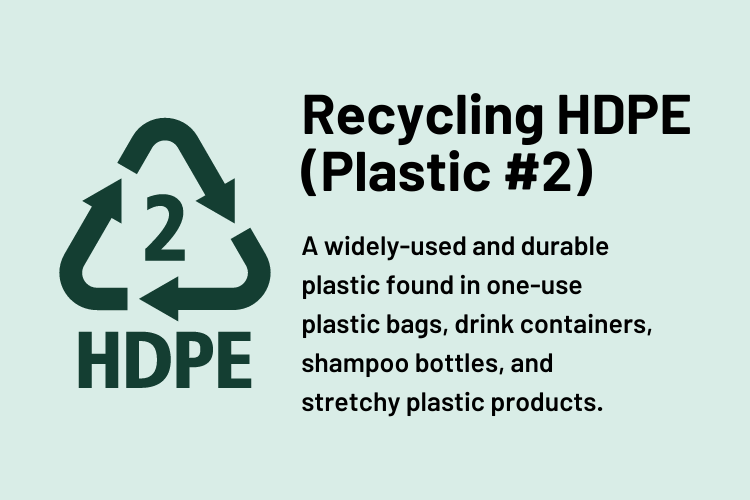 2
HDPE
Recycling HDPE
(Plastic #2)
A widely-used and durable
plastic found in one-use
plastic bags, drink containers,
shampoo bottles, and
stretchy plastic products.